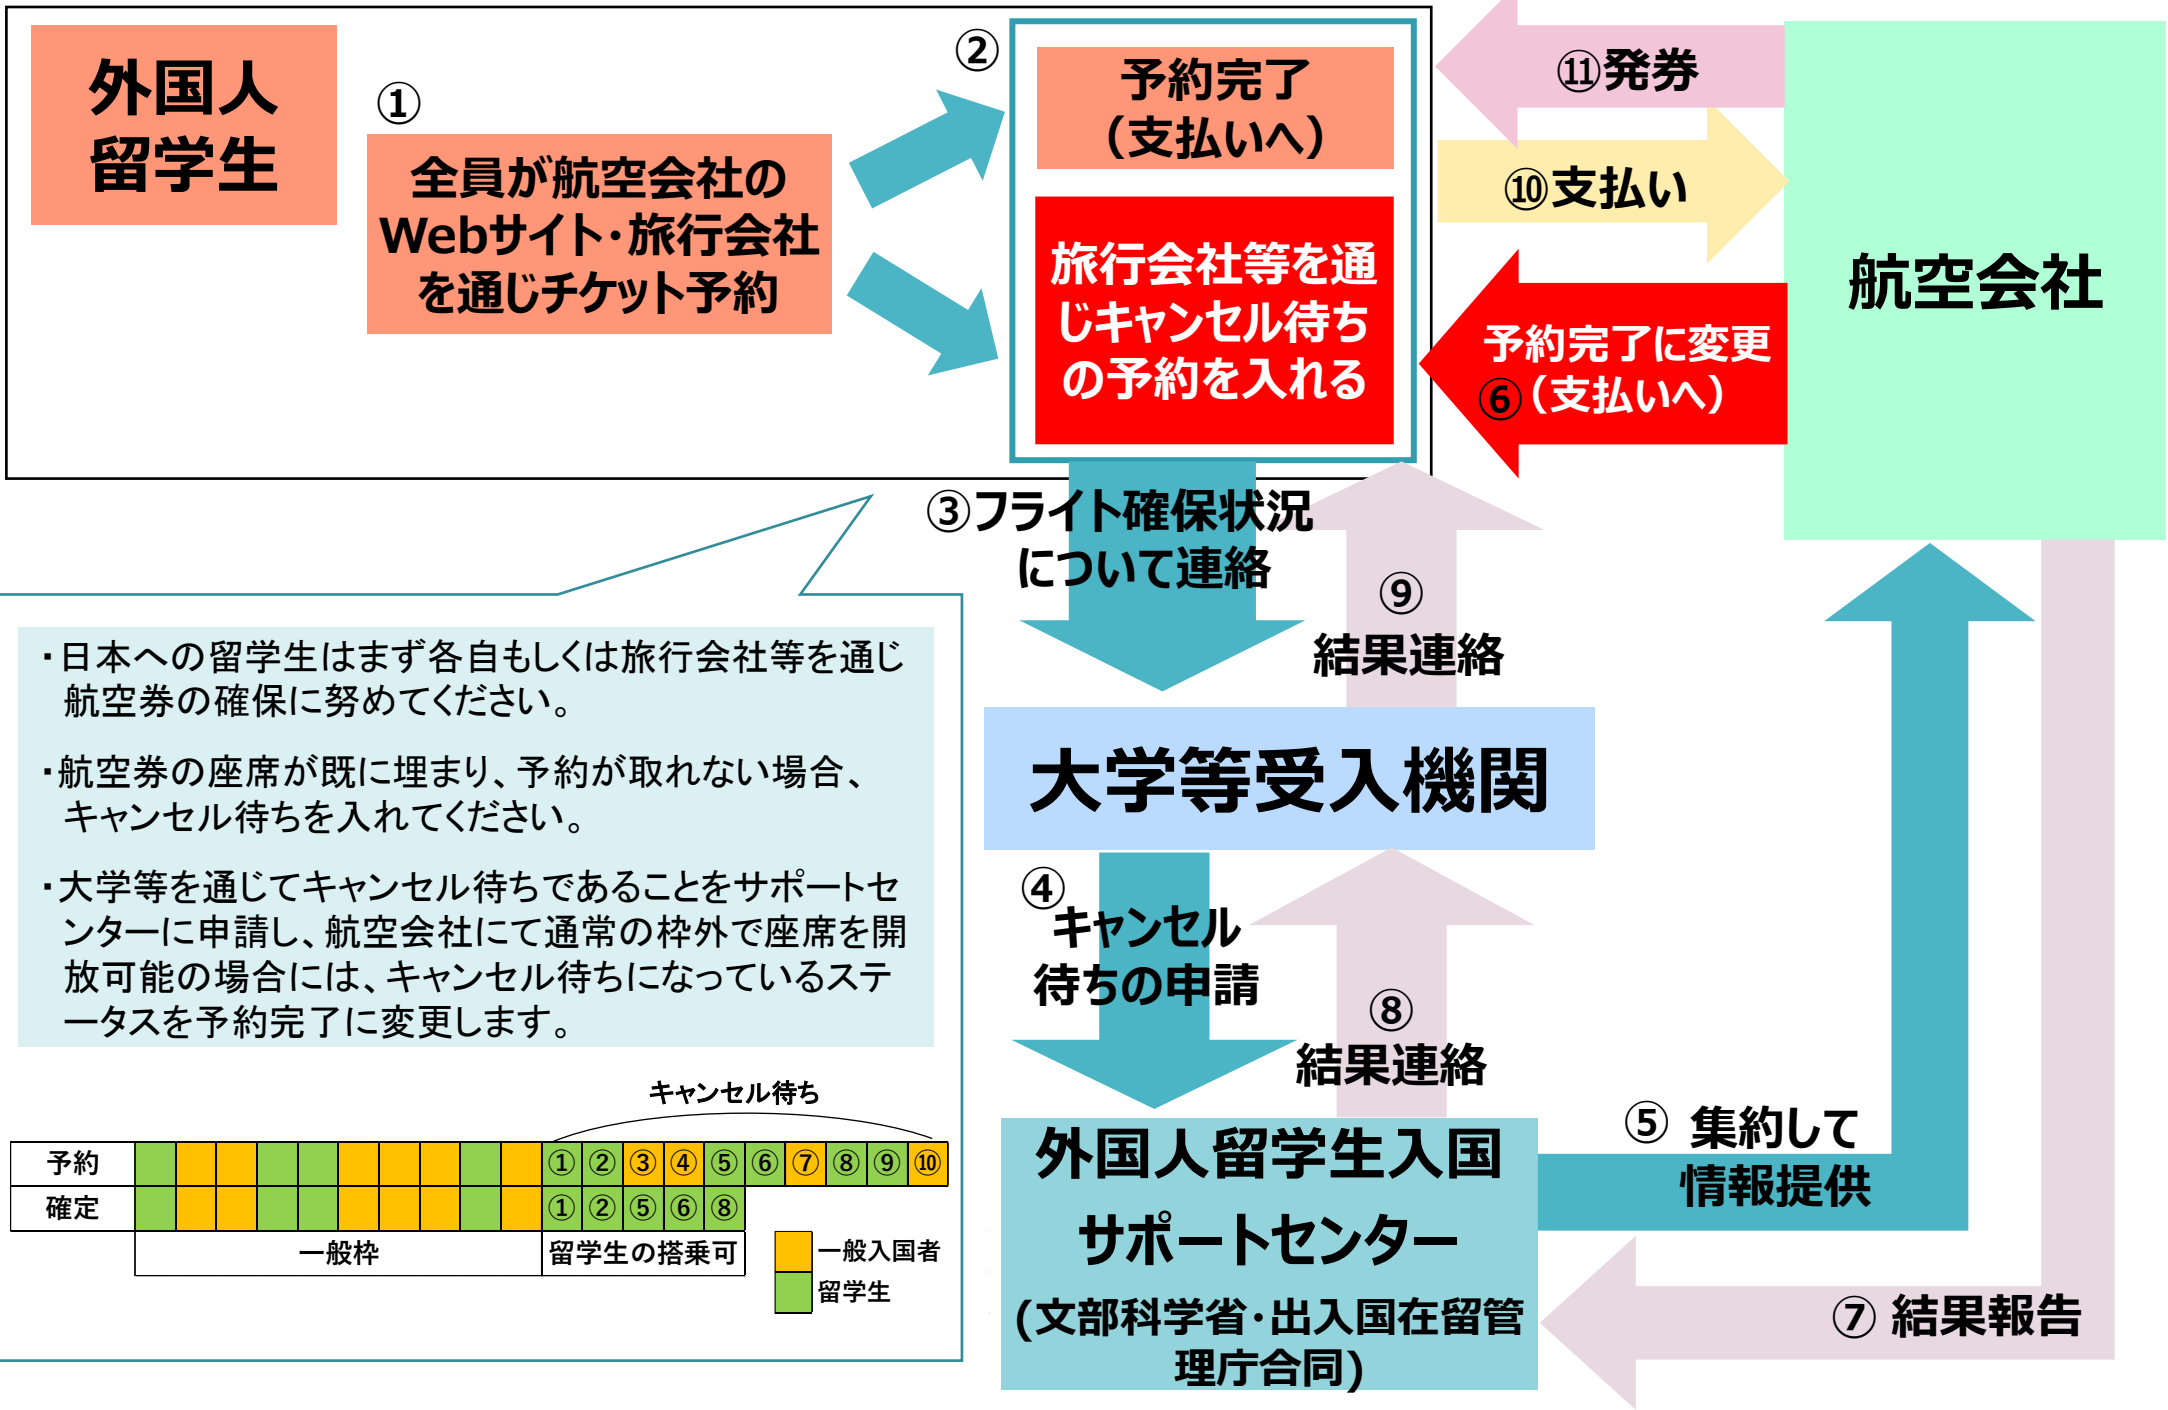 外国人
留学生
①
全員が航空会社の
Webサイト・旅行会社
を通じチケット予約
②
予約完了
（支払いへ）
旅行会社等を通
じキャンセル待ち
の予約を入れる
⑪発券
⑩支払い
予約完了に変更
⑥（支払いへ）
航空会社
③フライト確保状況
について連絡
⑨
結果連絡
・日本への留学生はまず各自もしくは旅行会社等を通じ
航空券の確保に努めてください。
・航空券の座席が既に埋まり、予約が取れない場合、
キャンセル待ちを入れてください。
・大学等を通じてキャンセル待ちであることをサポートセ
ンターに申請し、航空会社にて通常の枠外で座席を開
放可能の場合には、キャンセル待ちになっているステ
ータスを予約完了に変更します。
大学等受入機関
④
キャンセル
待ちの申請
⑧
結果連絡
キャンセル待ち
予約 ① ② ③ ④ ⑤ ⑥ ⑦ ⑧ ⑨ ⑩
確定 ① ② ⑤ ⑥ ⑧
一般枠 留学生の搭乗可
一般入国者
留学生
外国人留学生入国
サポートセンター
(文部科学省・出入国在留管
理庁合同)
⑤ 集約して
情報提供
⑦ 結果報告